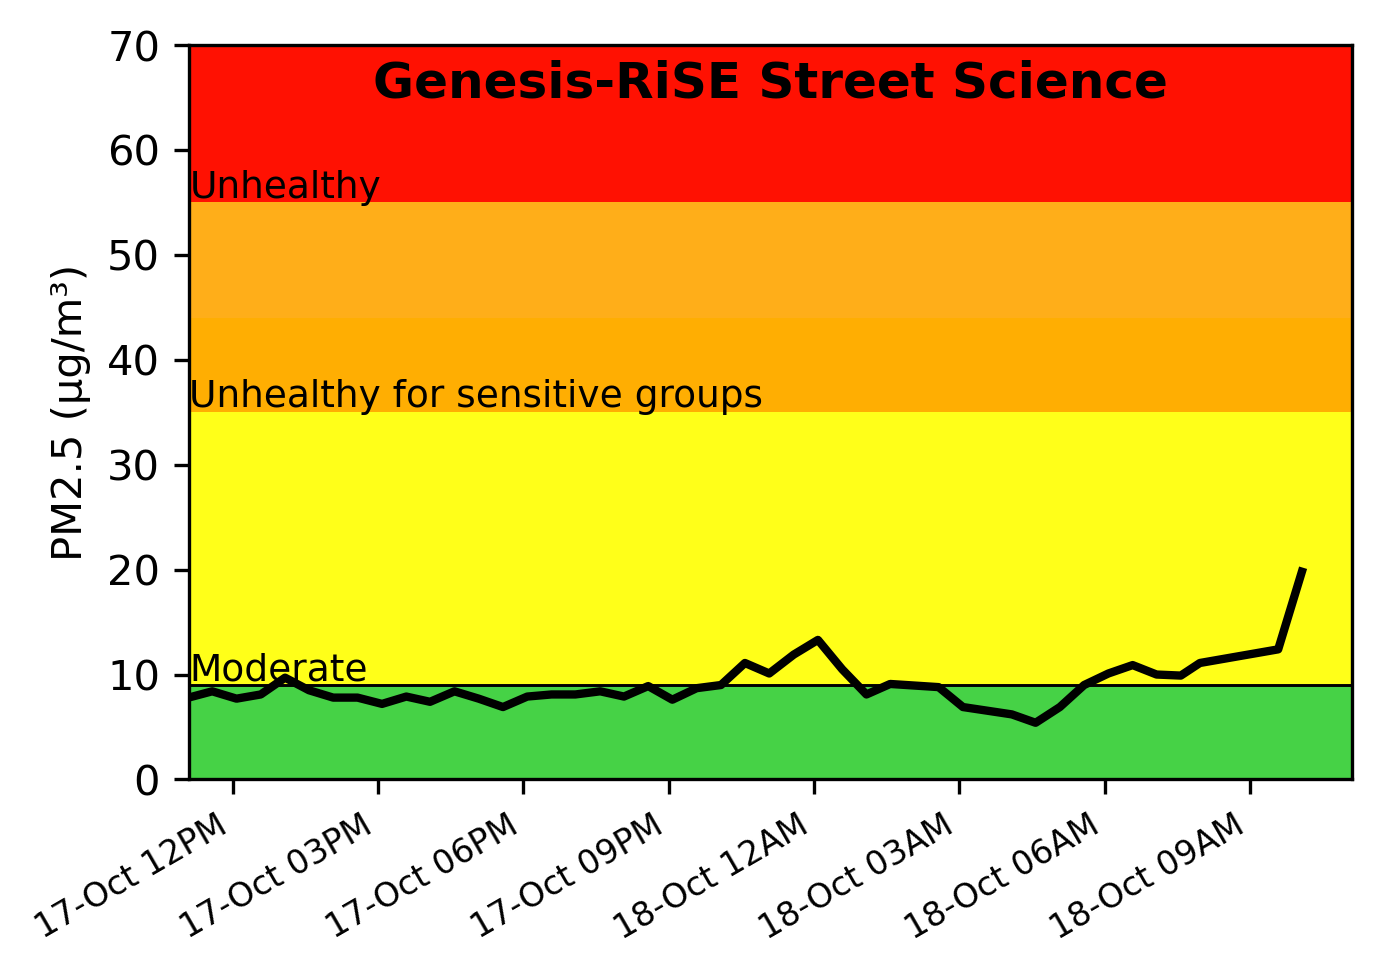 Genesis-RiSE Street Science
70
60
Unhealthy
50
40
Unhealthy for sensitive groups
30
20
Moderate
10
0
PM2.5 (µg/m³)
17-Oct 12PM
17-Oct 03PM
17-Oct 06PM
17-Oct 09PM
18-Oct 12AM
18-Oct 03AM
18-Oct 06AM
18-Oct 09AM